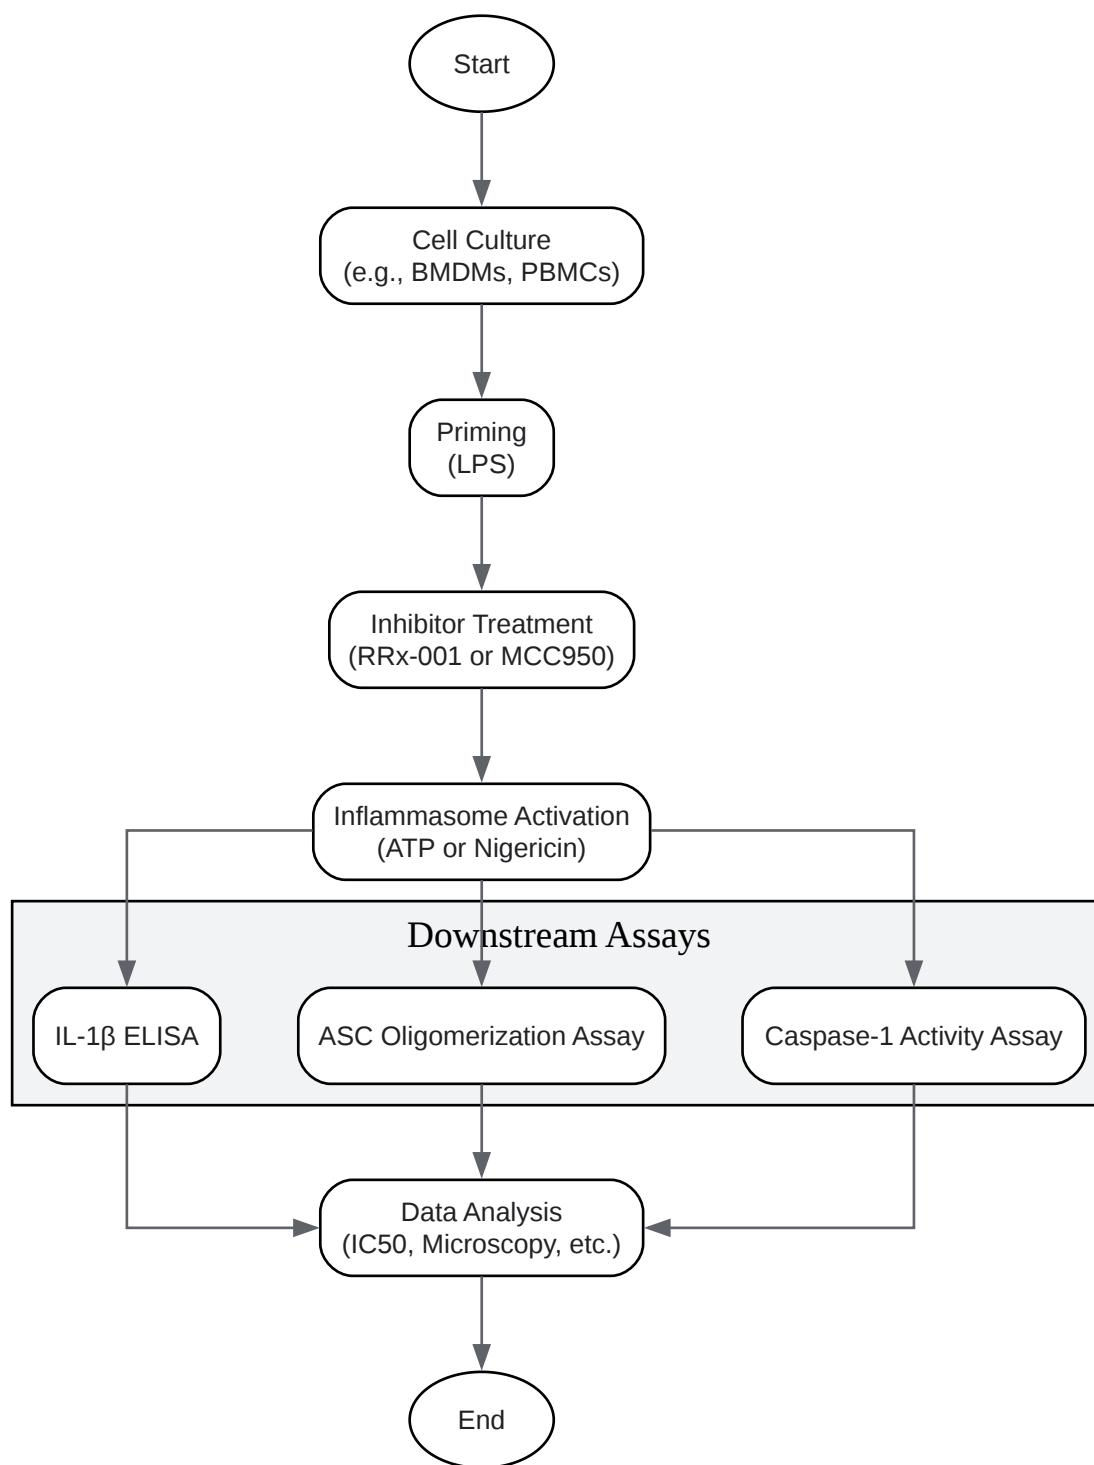 Start
Cell Culture
(e.g., BMDMs, PBMCs)
Priming
(LPS)
Inhibitor Treatment
(RRx-001 or MCC950)
Inflammasome Activation
(ATP or Nigericin)
Downstream Assays
IL-1β ELISA
ASC Oligomerization Assay
Caspase-1 Activity Assay
Data Analysis
(IC50, Microscopy, etc.)
End